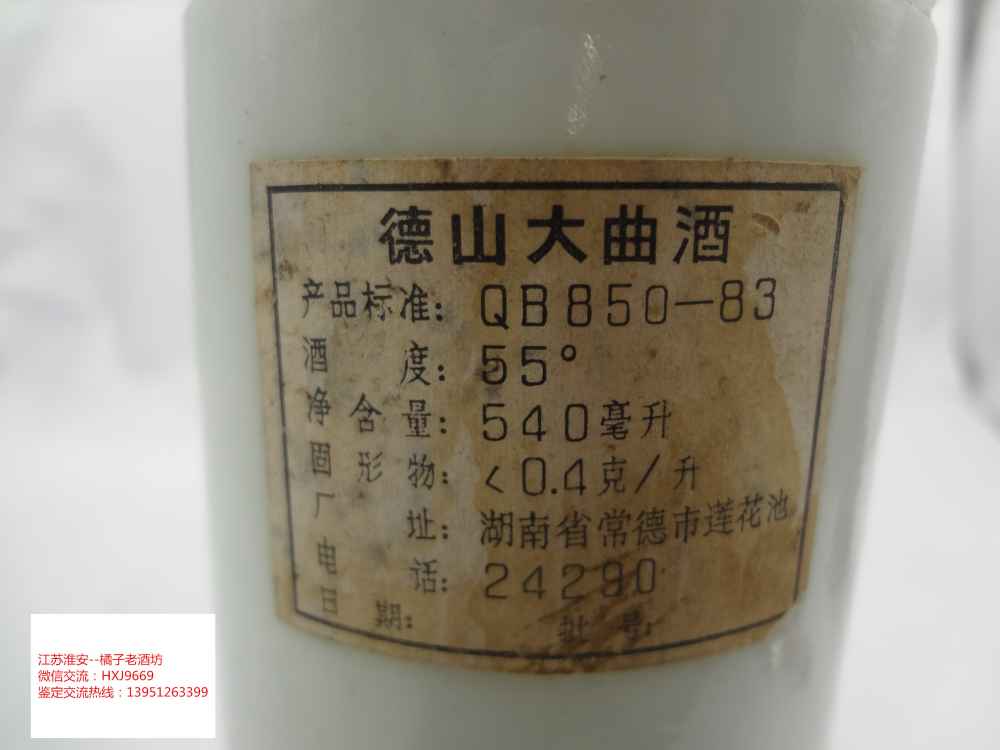 德山大曲酒
产品标准: QB850-83
酒 度: 55°
净含量: 540毫升
固形物: <0.4克/升
厂 址: 湖南省常德市莲花池
电 话: 24290
日 期: 批 号:
江苏淮安--橘子老酒坊
微信交流：HXJ9669
鉴定交流热线：13951263399